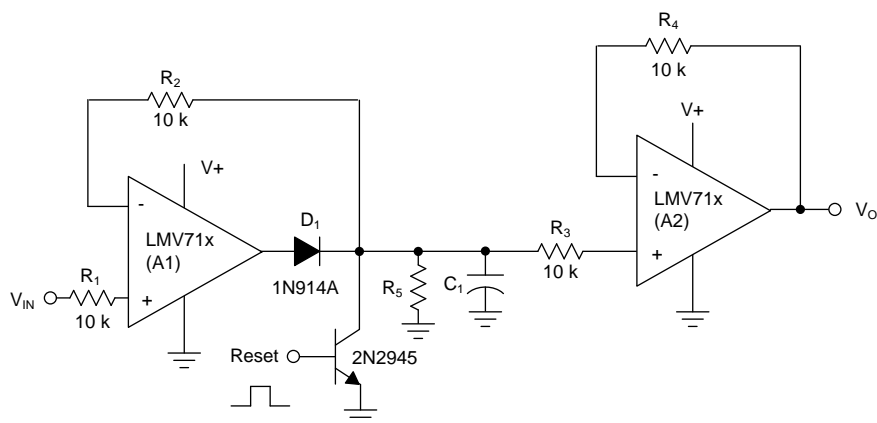 R4
10 k
R2
10 k
V+
V+
-
LMV71x
(A1)
+
D1
1N914A
R1
10 k
VIN
R5
C1
R3
10 k
-
LMV71x
(A2)
+
VO
Reset
2N2945